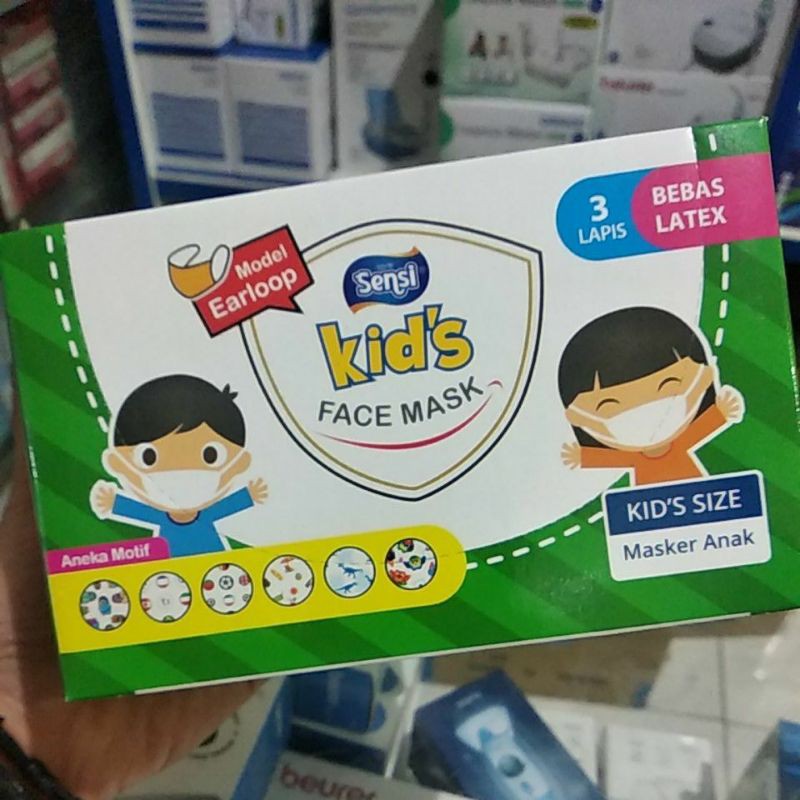 3
LAPIS
BEBAS
LATEX
Model
Earloop
Sensi
kid's
FACE MASK
KID'S SIZE
Masker Anak
Aneka Motif
beurer